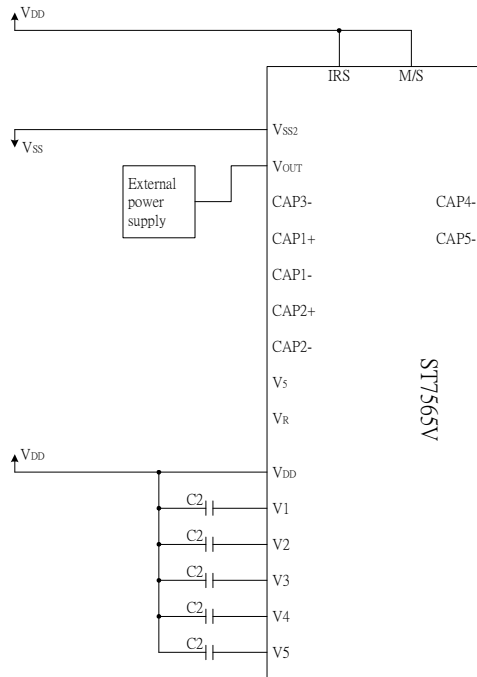 VDD
IRS M/S
VSS2
VSS
VOUT
External
power
supply
CAP3- CAP4-
CAP1+ CAP5-
CAP1-
CAP2+
CAP2-
V5
VR
ST7565V
VDD
VDD
C2 V1
C2 V2
C2 V3
C2 V4
C2 V5